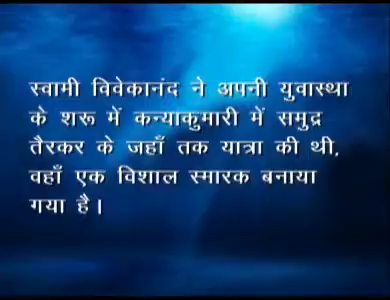 स्वामी विवेकानंद ने अपनी युवास्था
के शरू में कन्याकुमारी में समुद्र
तैरकर के जहाँ तक यात्रा की थी,
वहाँ एक विशाल स्मारक बनाया
गया है।